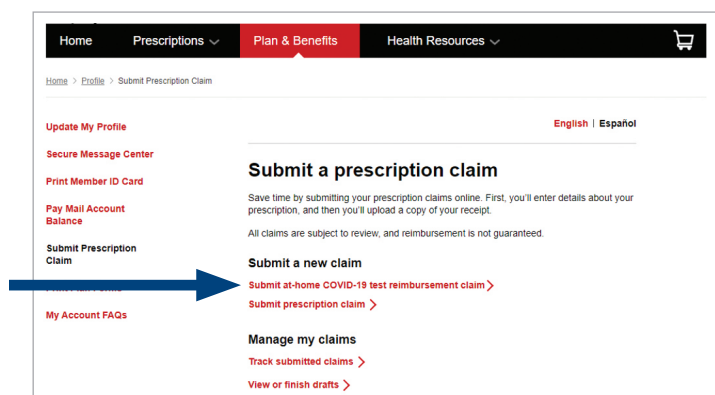 Home Prescriptions Plan & Benefits Health Resources
Home > Profile > Submit Prescription Claim
Update My Profile
Secure Message Center
Print Member ID Card
Pay Mail Account
Balance
Submit Prescription
Claim
My Account FAQs
English | Español
Submit a prescription claim
Save time by submitting your prescription claims online. First, you'll enter details about your
prescription, and then you'll upload a copy of your receipt.
All claims are subject to review, and reimbursement is not guaranteed.
Submit a new claim
Submit at-home COVID-19 test reimbursement claim >
Submit prescription claim >
Manage my claims
Track submitted claims >
View or finish drafts >